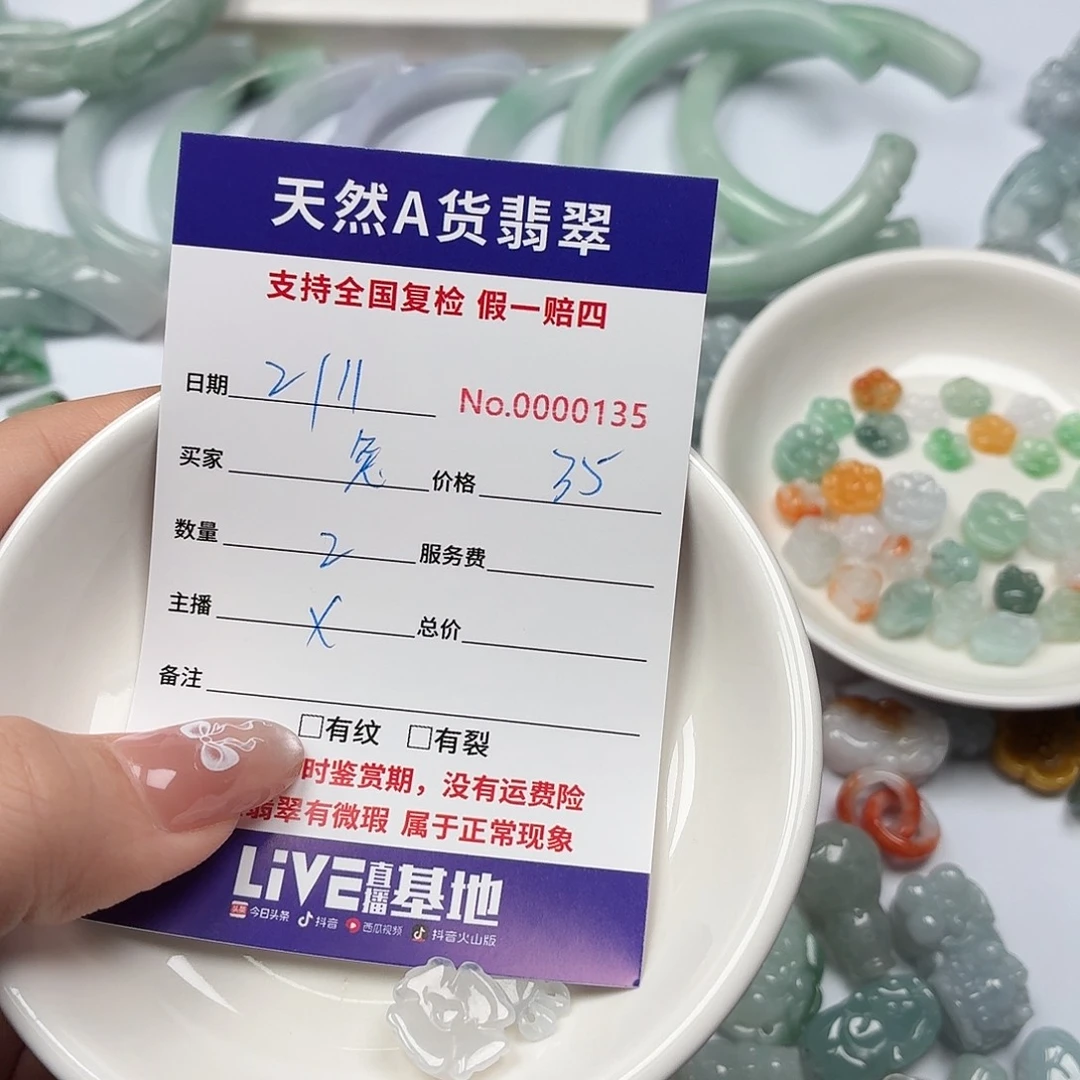 天然A货翡翠
支持全国复检 假一赔四
日期 2/11 No.0000135
买家 兔 价格 35
数量 2 服务费
主播 X 总价
备注
□有纹 □有裂
时鉴赏期，没有运费险
翡翠有微瑕 属于正常现象
LiVE直播基地
头条 今日头条 抖音 西瓜视频 抖音火山版